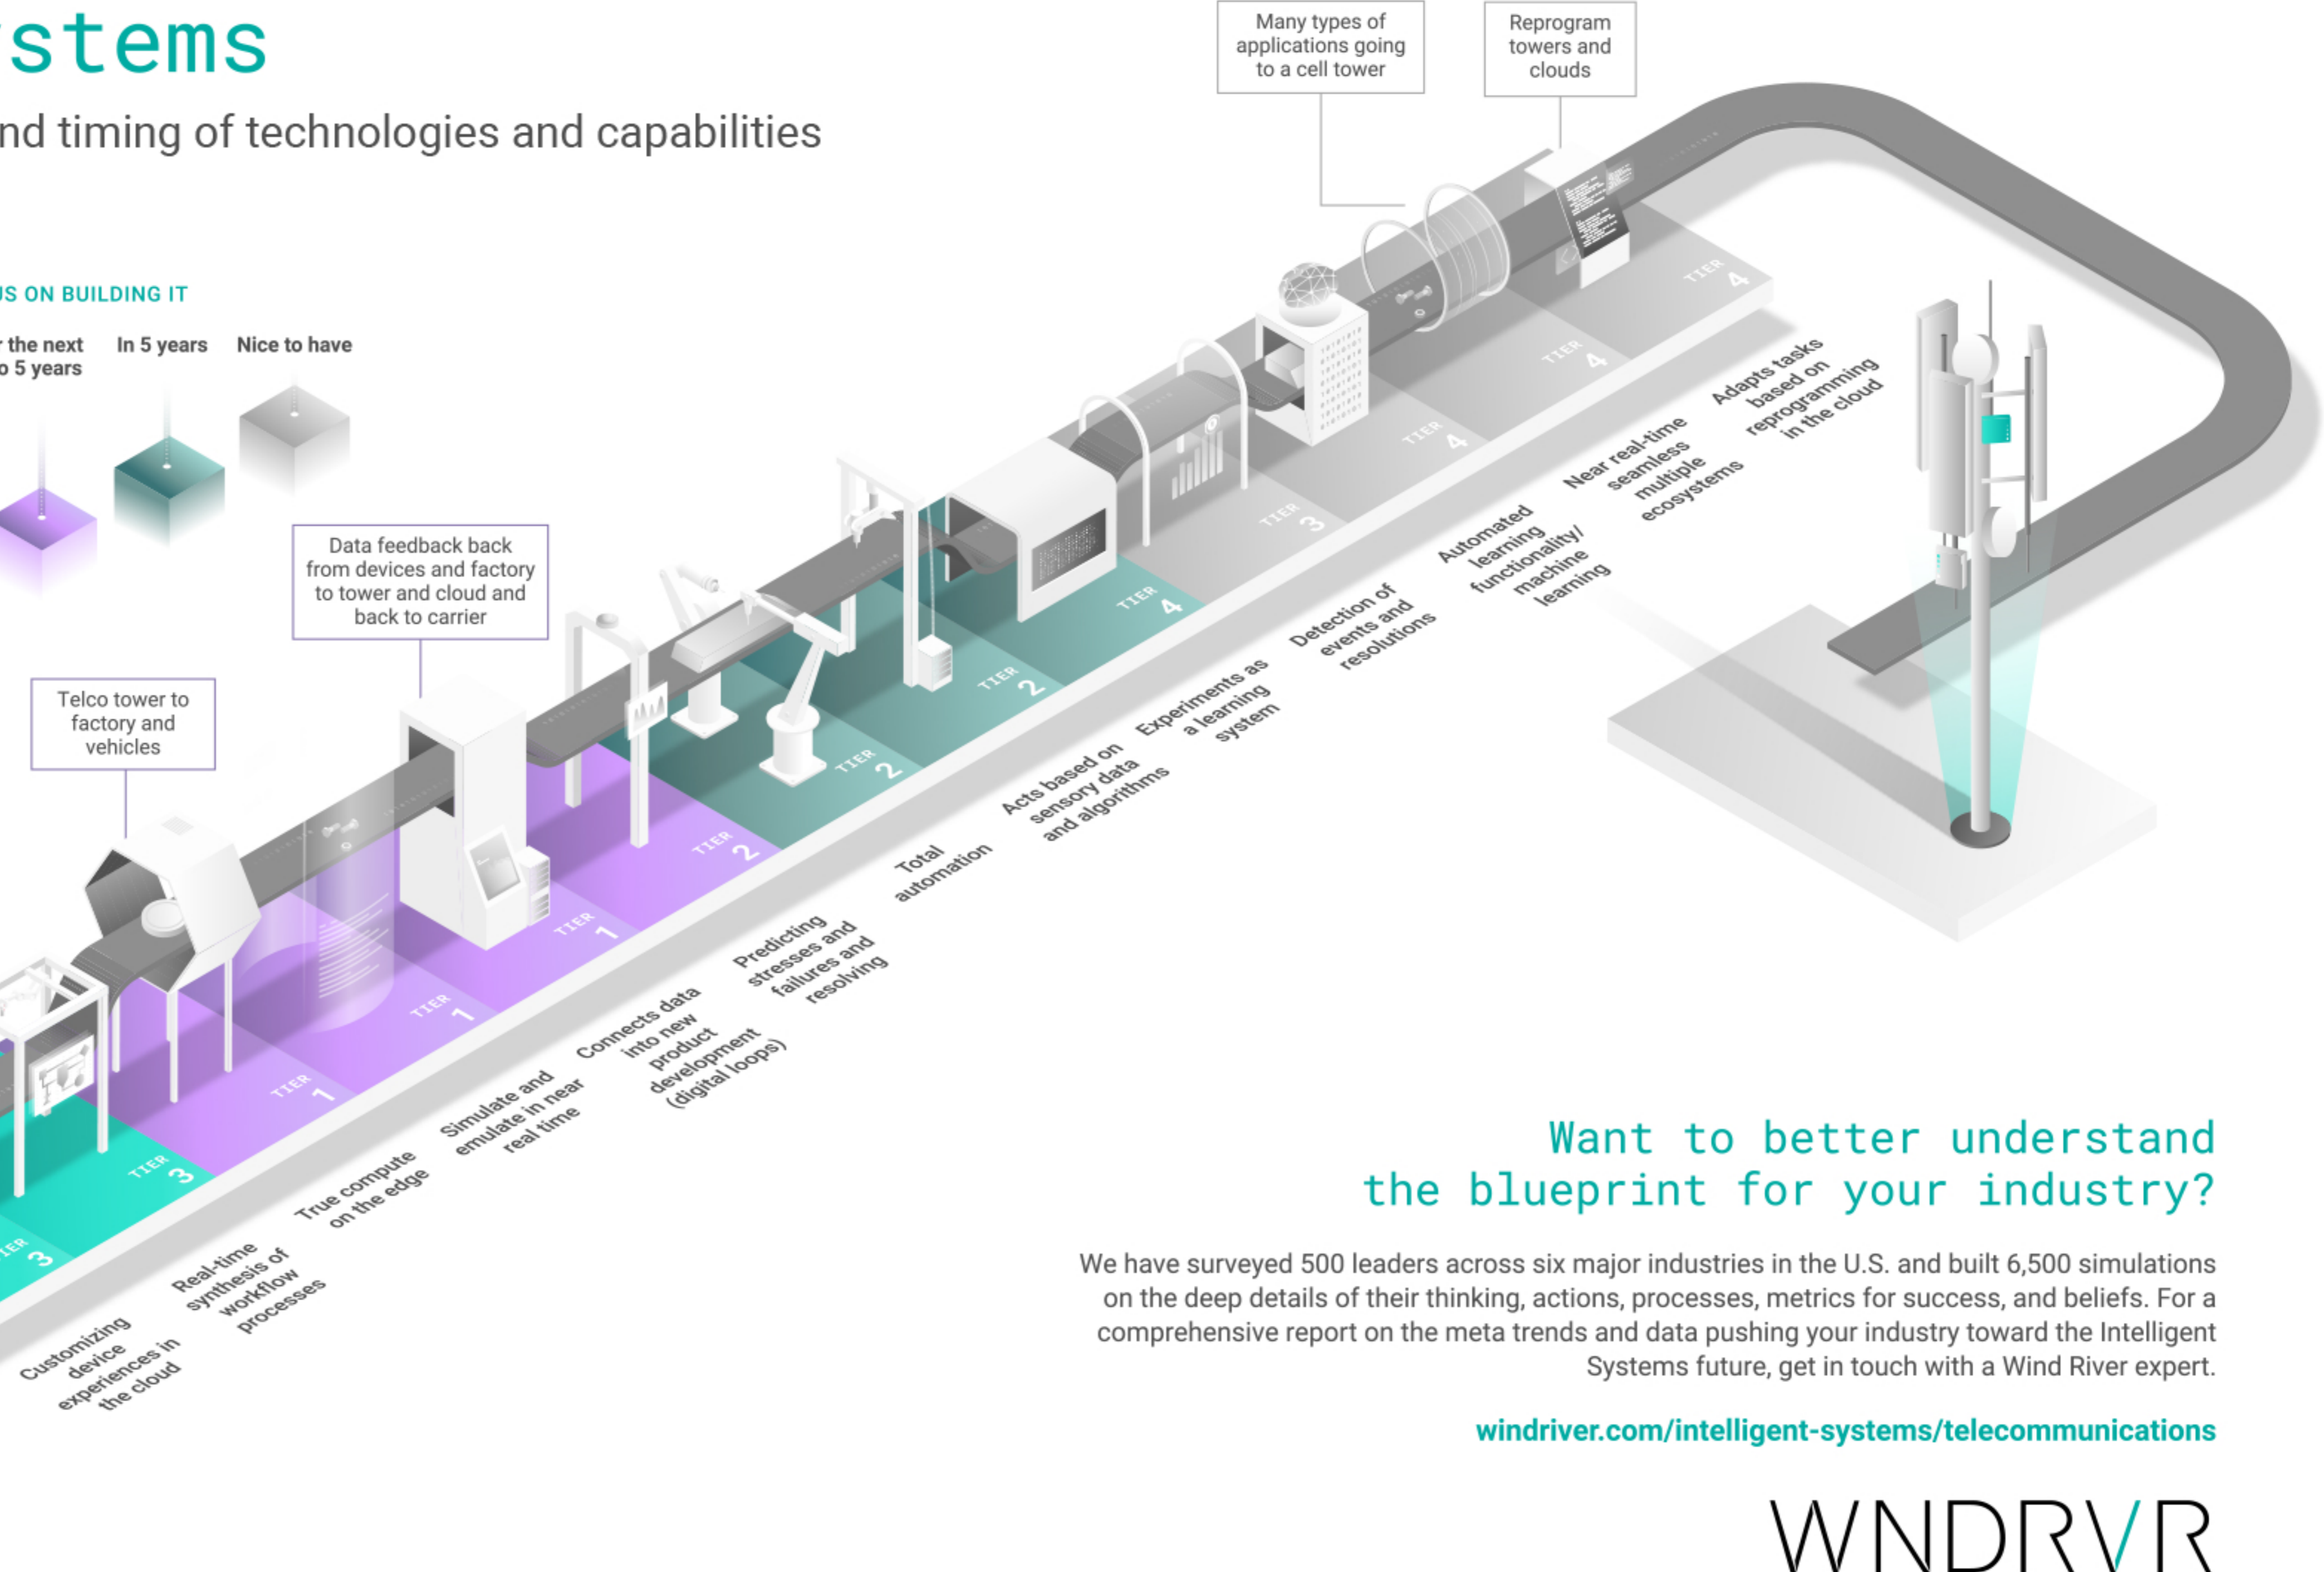 stems
nd timing of technologies and capabilities
US ON BUILDING IT
the next
o 5 years
In 5 years
Nice to have
Many types of
applications going
to a cell tower
Reprogram
towers and
clouds
Data feedback back
from devices and factory
to tower and cloud and
back to carrier
Telco tower to
factory and
vehicles
TIER
3
TIER
3
TIER
1
TIER
1
TIER
1
TIER
2
TIER
2
TIER
2
TIER
4
TIER
3
TIER
4
TIER
4
TIER
4
Customizing
device
experiences in
the cloud
Real-time
synthesis of
workflow
processes
True compute
on the edge
Simulate and
emulate in near
real time
Connects data
into new
product
development
(digital loops)
Predicting
stresses and
failures and
resolving
Total
automation
Acts based on
sensory data
and algorithms
Experiments as
a learning
system
Detection of
events and
resolutions
Automated
learning
functionality/
machine
learning
Near real-time
seamless
multiple
ecosystems
Adapts tasks
based on
reprogramming
in the cloud
Want to better understand
the blueprint for your industry?
We have surveyed 500 leaders across six major industries in the U.S. and built 6,500 simulations
on the deep details of their thinking, actions, processes, metrics for success, and beliefs. For a
comprehensive report on the meta trends and data pushing your industry toward the Intelligent
Systems future, get in touch with a Wind River expert.
windriver.com/intelligent-systems/telecommunications
WNDRVR